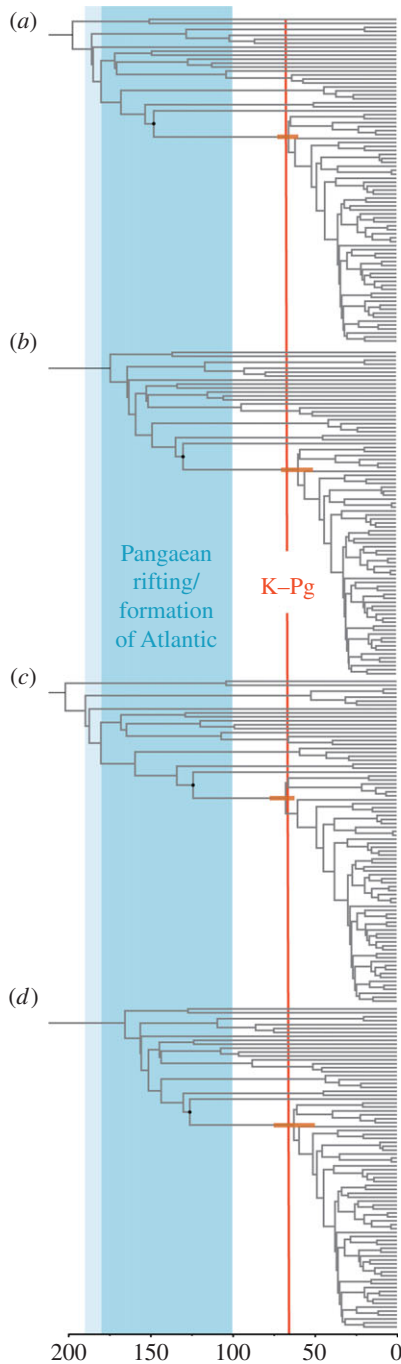 (a)
(b)
Pangaean
rifting/
formation
of Atlantic
K–Pg
(c)
(d)
200 150 100 50 0